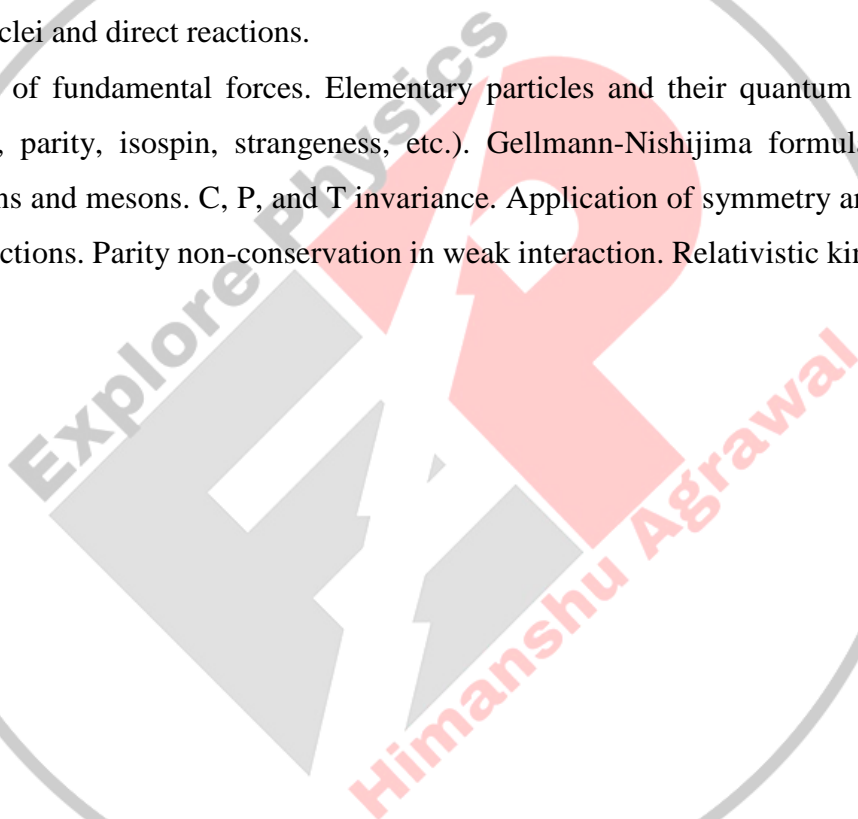 clei and direct reactions.
of fundamental forces. Elementary particles and their quantum
, parity, isospin, strangeness, etc.). Gellmann-Nishijima formul
ns and mesons. C, P, and T invariance. Application of symmetry ar
ctions. Parity non-conservation in weak interaction. Relativistic kin
Explore Physics
Himanshu Agrawal